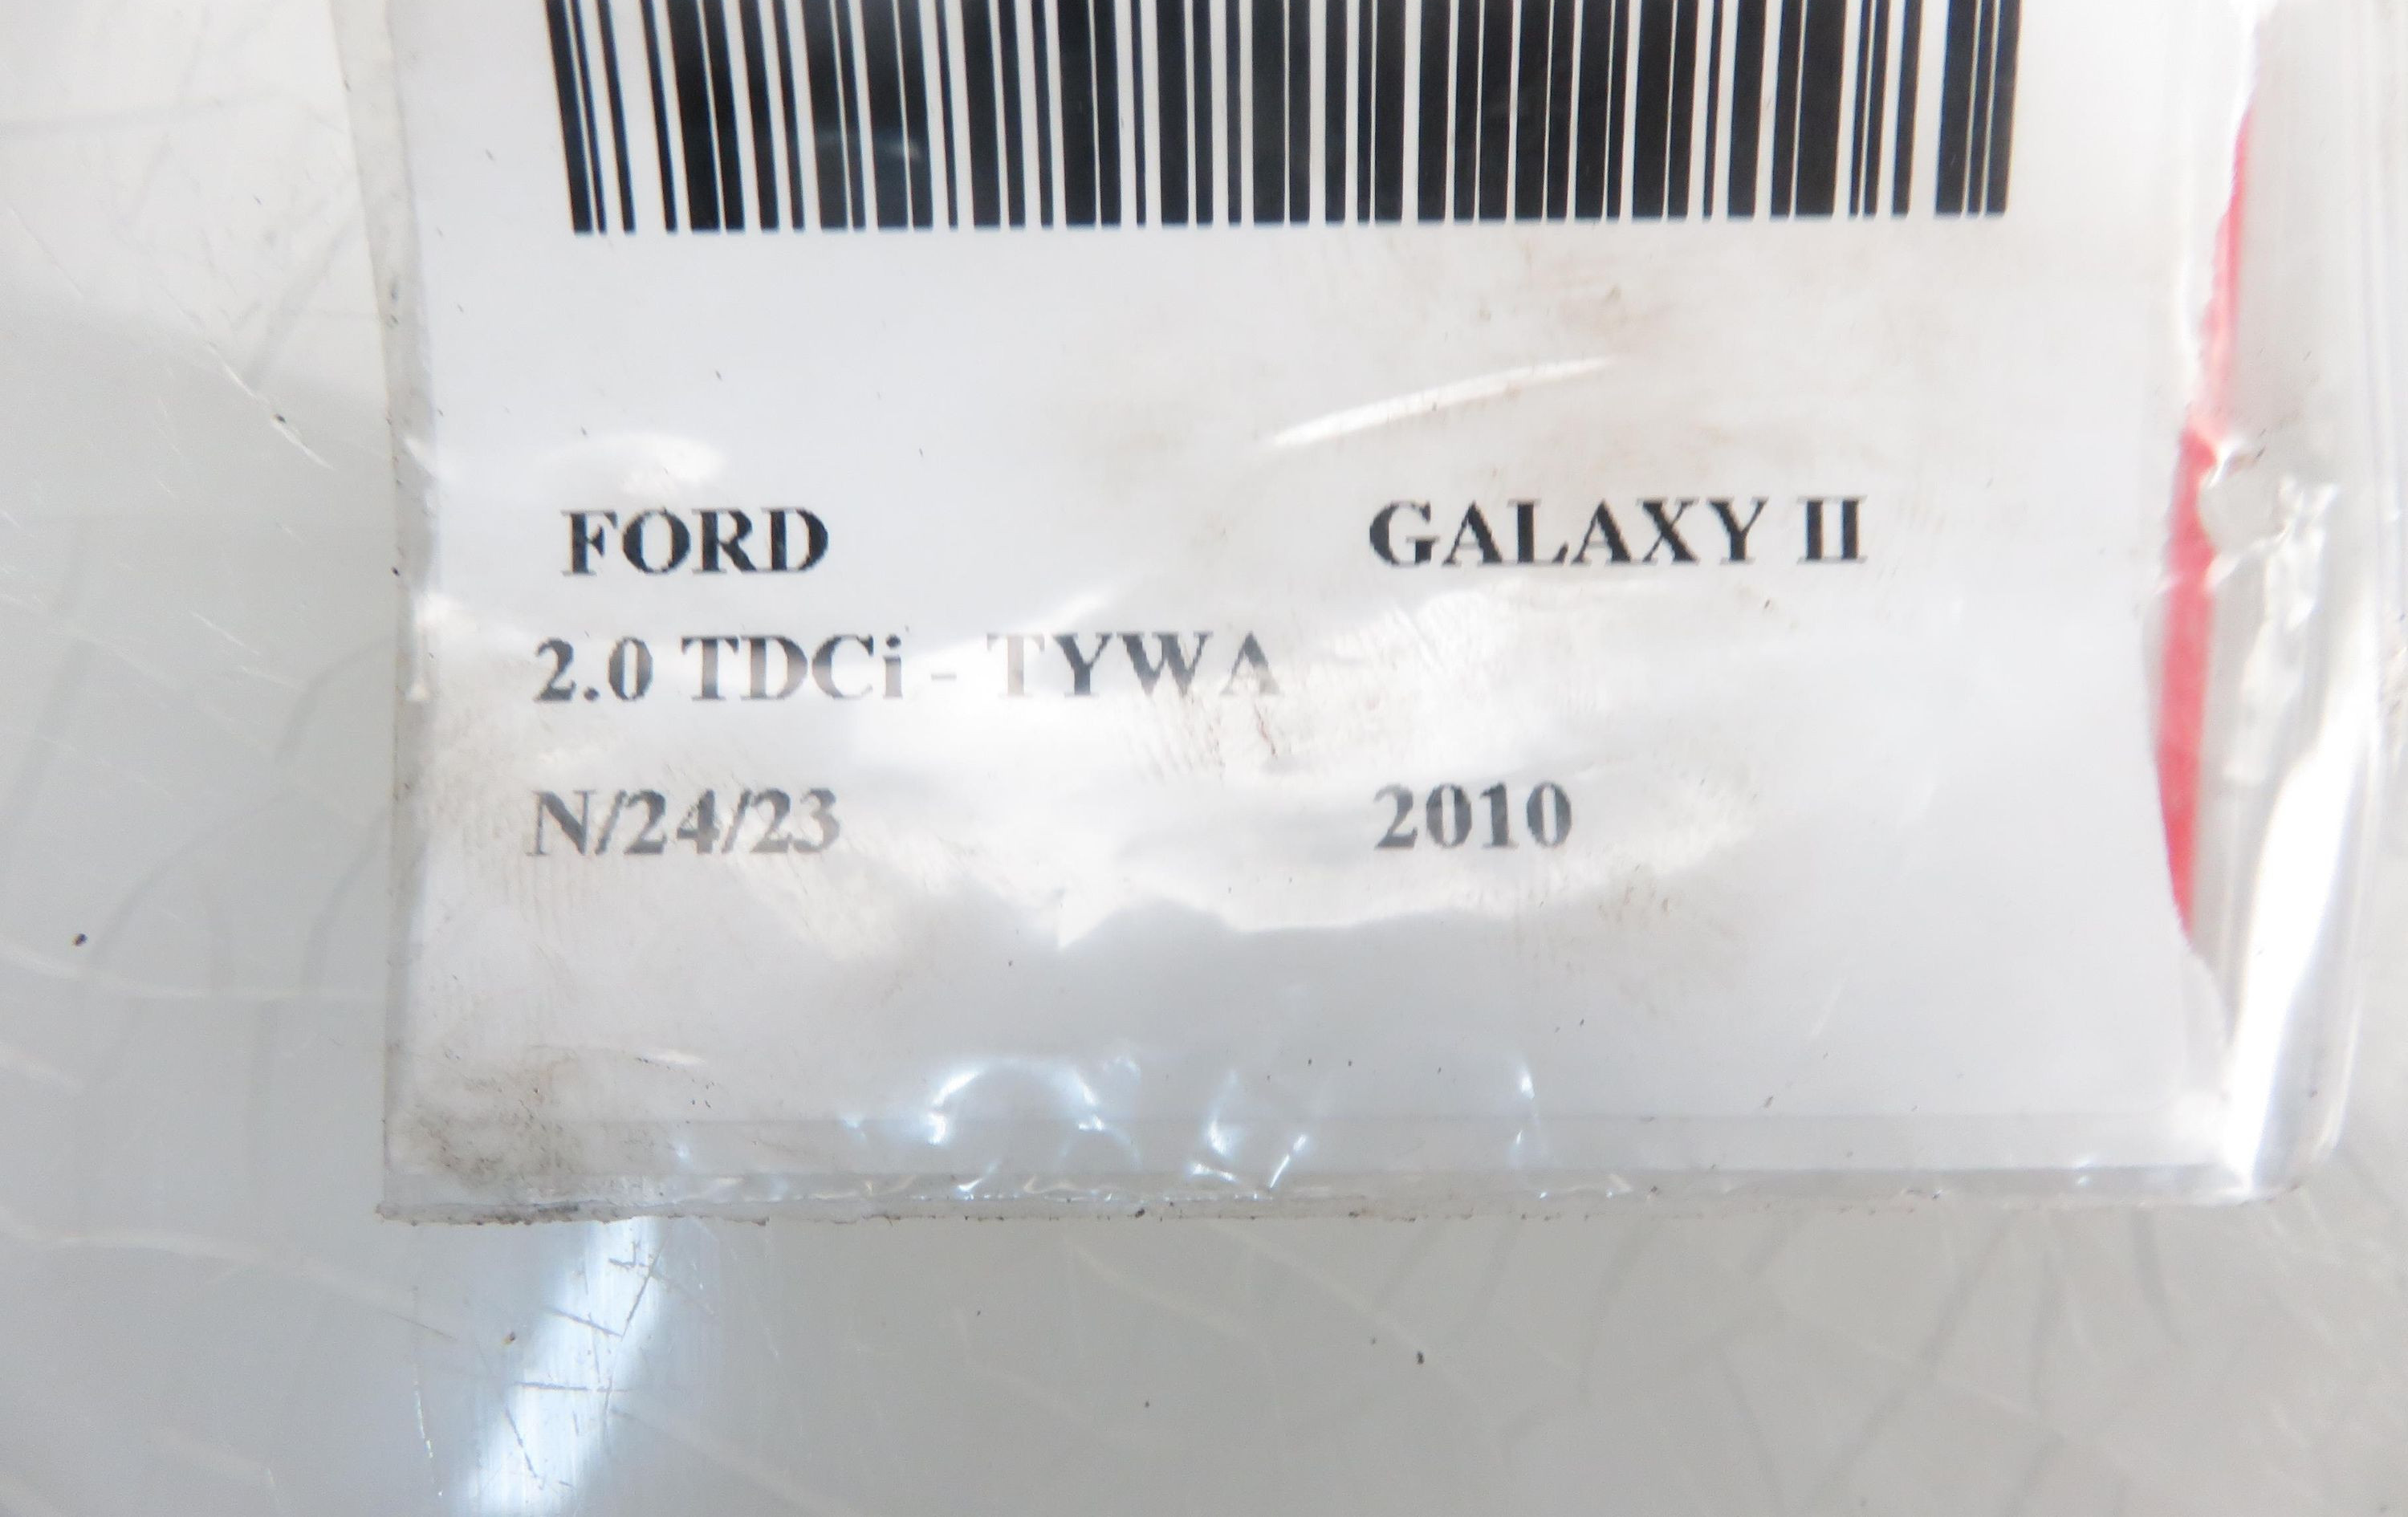 FORD GALAXY II
2.0 TDCi - TYWA
N/24/23 2010